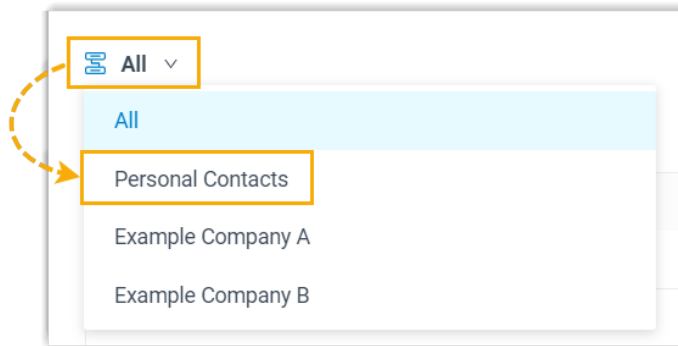 All
All
Personal Contacts
Example Company A
Example Company B